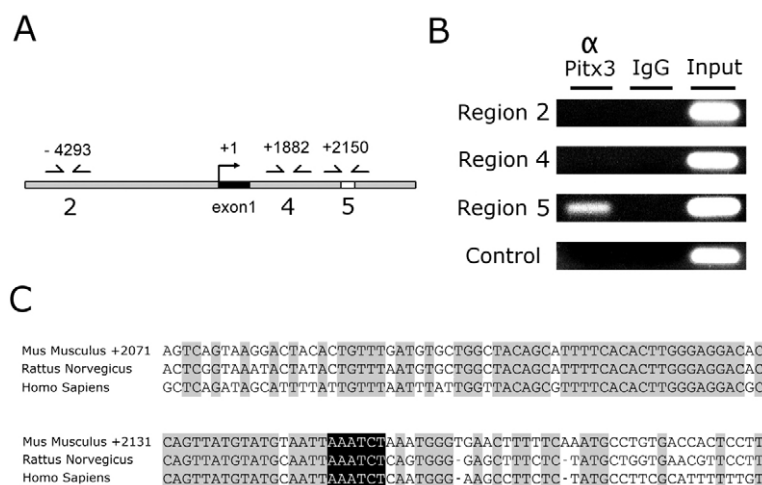 A
- 4293
+1
+1882
+2150
2
exon1
4
5
B
α
Pitx3 IgG Input
Region 2
Region 4
Region 5
Control
C
Mus Musculus +2071 AGTCAGTAAGGACTACACTGTTTGATGTGCTGGCTACAGCATTTTCACACTTGGGAGGACAC
Rattus Norvegicus ACTCGGTAAATACTATACTGTTTAATGTGCTGGCTACAGCATTTTCACACTTGGGAGGACAC
Homo Sapiens GCTCAGATAGCATTTTATTGTTTAATTTATTGGTTACAGCGTTTTCACACTTGGGAGGACGC
Mus Musculus +2131 CAGTTATGTATGTAATTAAATCTAAATGGGTGAACTTTTTCAAATGCCTGTGACCACTCCTT
Rattus Norvegicus CAGTTATGTATGCAATTAAATCTCAGTGGG-GAGCTTTCTC-TATGCTGGTGAACGTTCCTT
Homo Sapiens CAGTTATGTATGCAATTAAATCTCAATGGG-AAGCCTTCTC-TATGCCTTCGCATTTTTTGT